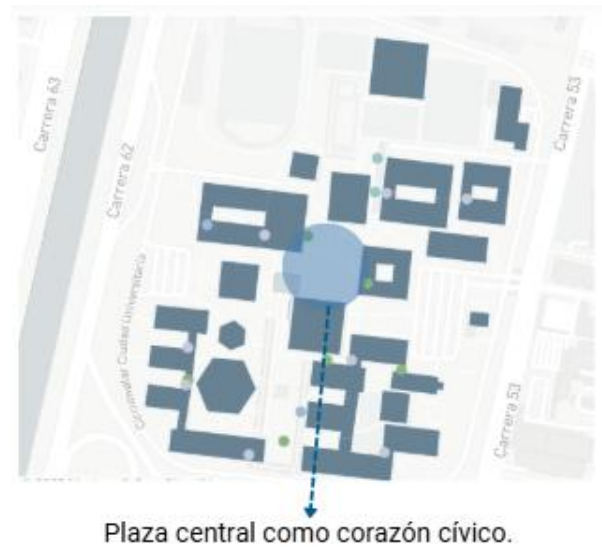 Carrera 63
Carrera 62
Carrera 53
Circunvalar Ciudad Universitaria
Carrera 53
Plaza central como corazón cívico.